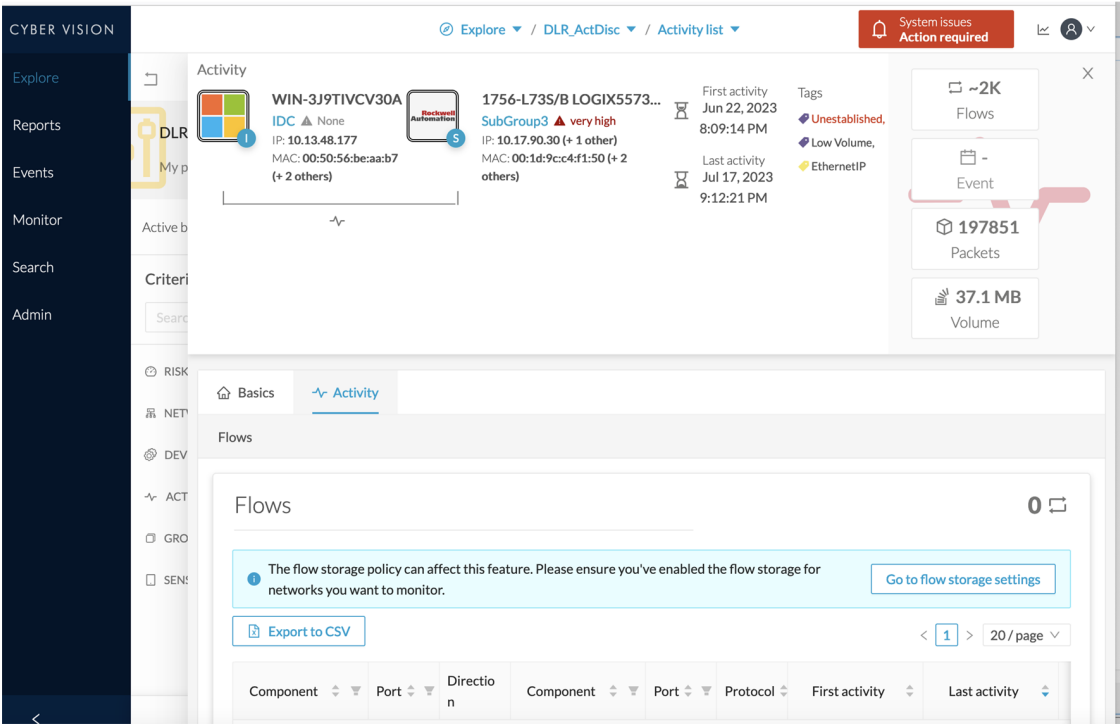 CYBER VISION
Explore / DLR_ActDisc / Activity list
System issues
Action required
Explore
Reports
Events
Monitor
Search
Admin
DLR
My p
Active b
Criteri
Searc
RISK
NETV
DEV
ACT
GRO
SENS
Activity
WIN-3J9TIVCV30A
IDC None
IP: 10.13.48.177
MAC: 00:50:56:be:aa:b7
(+ 2 others)
I
Rockwell
Automation
S
1756-L73S/B LOGIX5573...
SubGroup3 very high
IP: 10.17.90.30 (+ 1 other)
MAC: 00:1d:9c:c4:f1:50 (+ 2
others)
First activity
Jun 22, 2023
8:09:14 PM
Last activity
Jul 17, 2023
9:12:21 PM
Tags
Unestablished,
Low Volume,
EthernetIP
X
~2K
Flows
-
Event
197851
Packets
37.1 MB
Volume
Basics
Activity
Flows
Flows
0
The flow storage policy can affect this feature. Please ensure you've enabled the flow storage for
networks you want to monitor.
Go to flow storage settings
Export to CSV
< 1 > 20 / page
Component Port Directio
n Component Port Protocol First activity Last activity
<